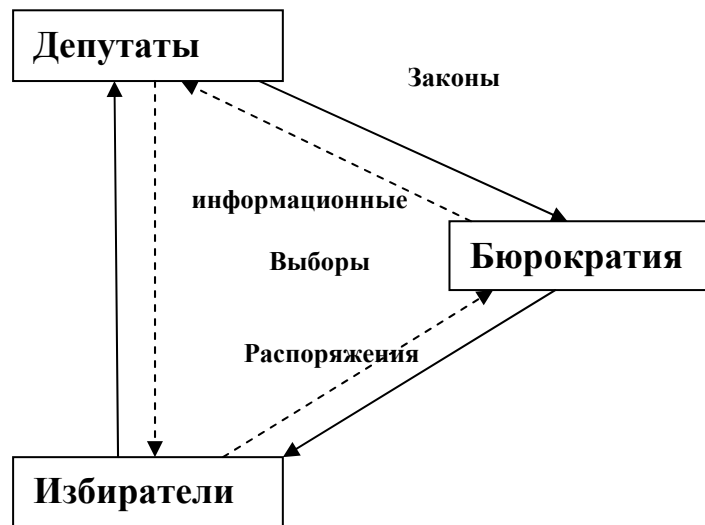 Депутаты
Законы
информационные
Бюрократия
Выборы
Распоряжения
Избиратели